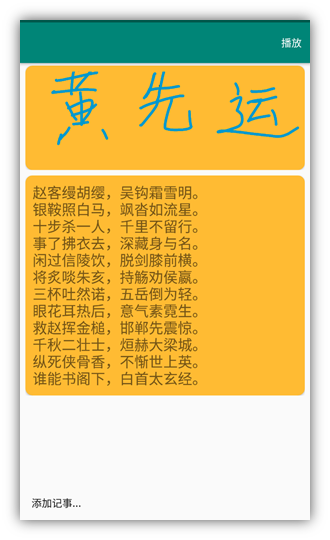 播放
黄先运
赵客缦胡缨，吴钩霜雪明。
银鞍照白马，飒沓如流星。
十步杀一人，千里不留行。
事了拂衣去，深藏身与名。
闲过信陵饮，脱剑膝前横。
将炙啖朱亥，持觞劝侯嬴。
三杯吐然诺，五岳倒为轻。
眼花耳热后，意气素霓生。
救赵挥金槌，邯郸先震惊。
千秋二壮士，烜赫大梁城。
纵死侠骨香，不惭世上英。
谁能书阁下，白首太玄经。
添加记事...